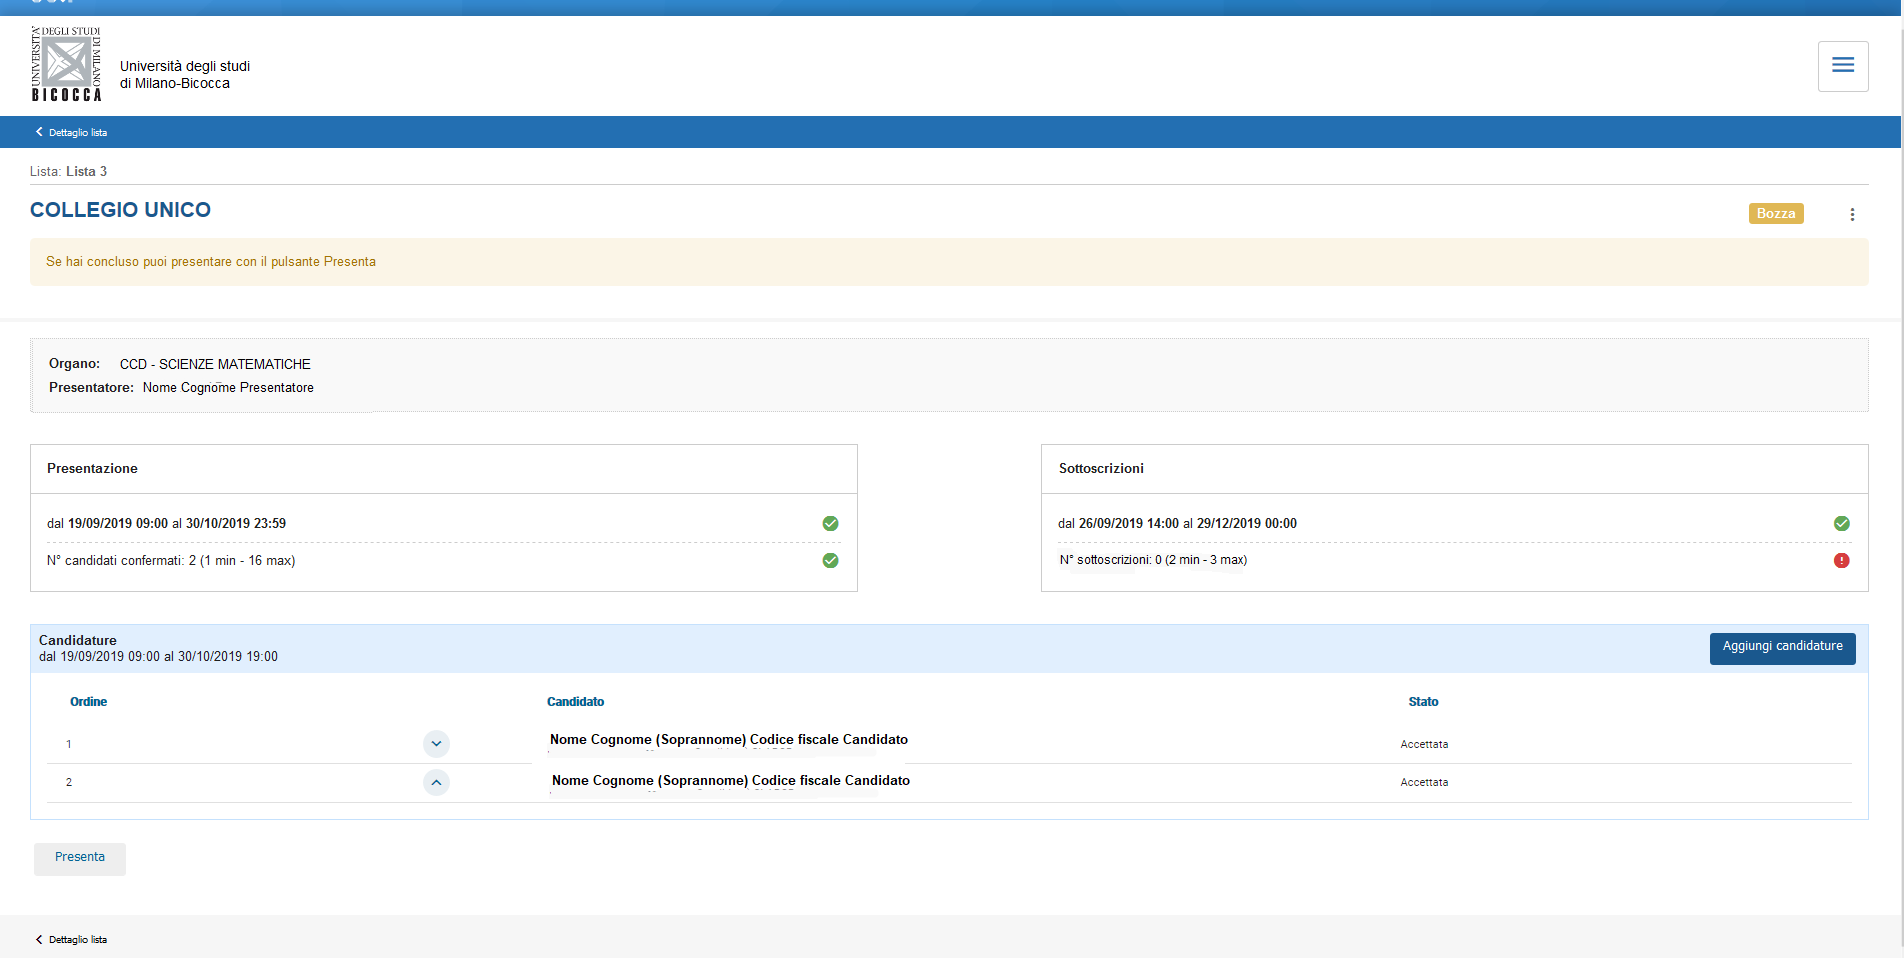 UNIVERSITÀ DEGLI STUDI DI MILANO
BICOCCA
Università degli studi
di Milano-Bicocca
Dettaglio lista
Lista: Lista 3
COLLEGIO UNICO
Bozza
Se hai concluso puoi presentare con il pulsante Presenta
Organo: CCD - SCIENZE MATEMATICHE
Presentatore: Nome Cognome Presentatore
Presentazione
dal 19/09/2019 09:00 al 30/10/2019 23:59
N° candidati confermati: 2 (1 min - 16 max)
Sottoscrizioni
dal 26/09/2019 14:00 al 29/12/2019 00:00
N° sottoscrizioni: 0 (2 min - 3 max)
Candidature
dal 19/09/2019 09:00 al 30/10/2019 19:00
Aggiungi candidature
Ordine Candidato Stato
1 Nome Cognome (Soprannome) Codice fiscale Candidato Accettata
2 Nome Cognome (Soprannome) Codice fiscale Candidato Accettata
Presenta
Dettaglio lista